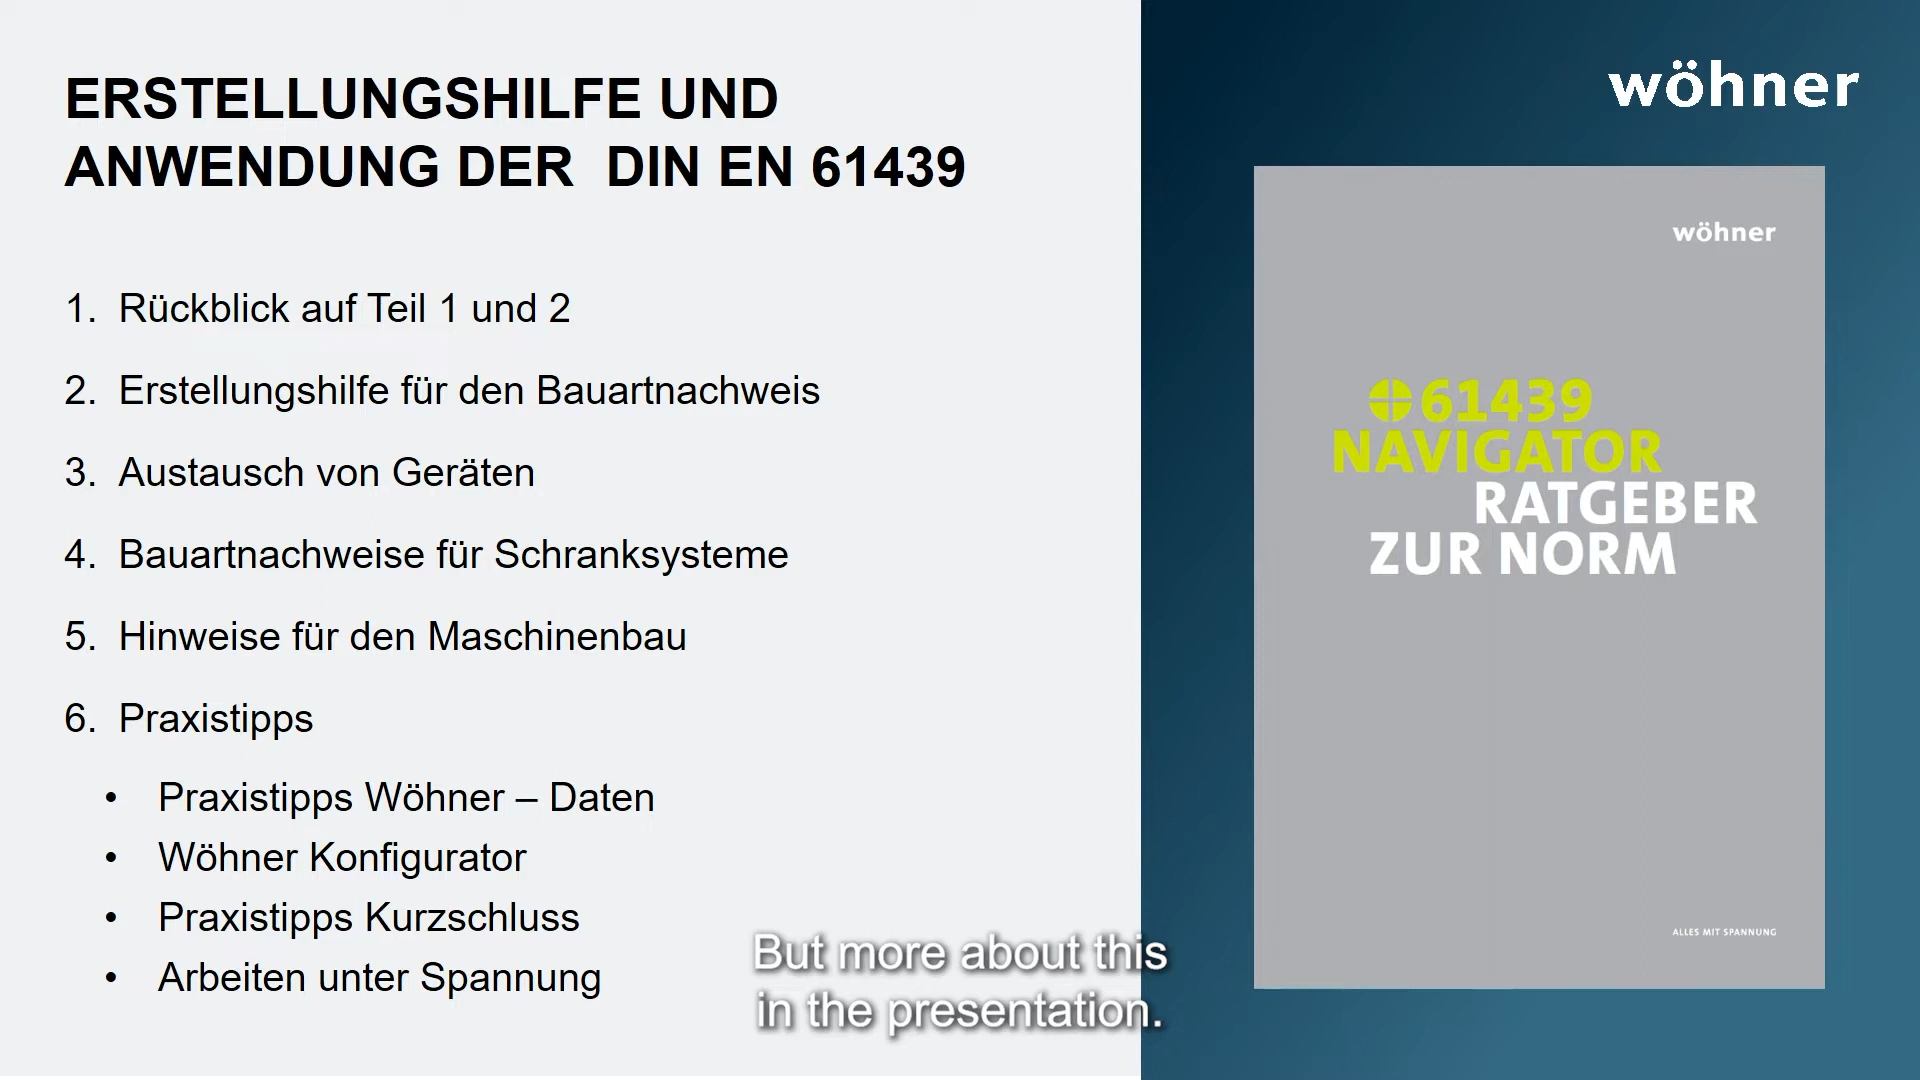 ERSTELLUNGSHILFE UND
ANWENDUNG DER  DIN EN 61439
1. Rückblick auf Teil 1 und 2
2. Erstellungshilfe für den Bauartnachweis
3. Austausch von Geräten
4. Bauartnachweise für Schranksysteme
5. Hinweise für den Maschinenbau
6. Praxistipps
• Praxistipps Wöhner – Daten
• Wöhner Konfigurator
• Praxistipps Kurzschluss
• Arbeiten unter Spannung
wöhner
wöhner
61439
NAVIGATOR
RATGEBER
ZUR NORM
ALLES MIT SPANNUNG
But more about this
in the presentation.